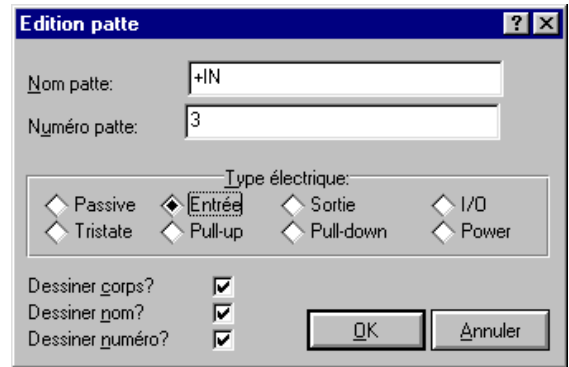 Edition patte
Nom patte: +IN
Numéro patte: 3
Type électrique:
Passive Entrée Sortie I/O
Tristate Pull-up Pull-down Power
Dessiner corps?
Dessiner nom?
Dessiner numéro?
OK Annuler